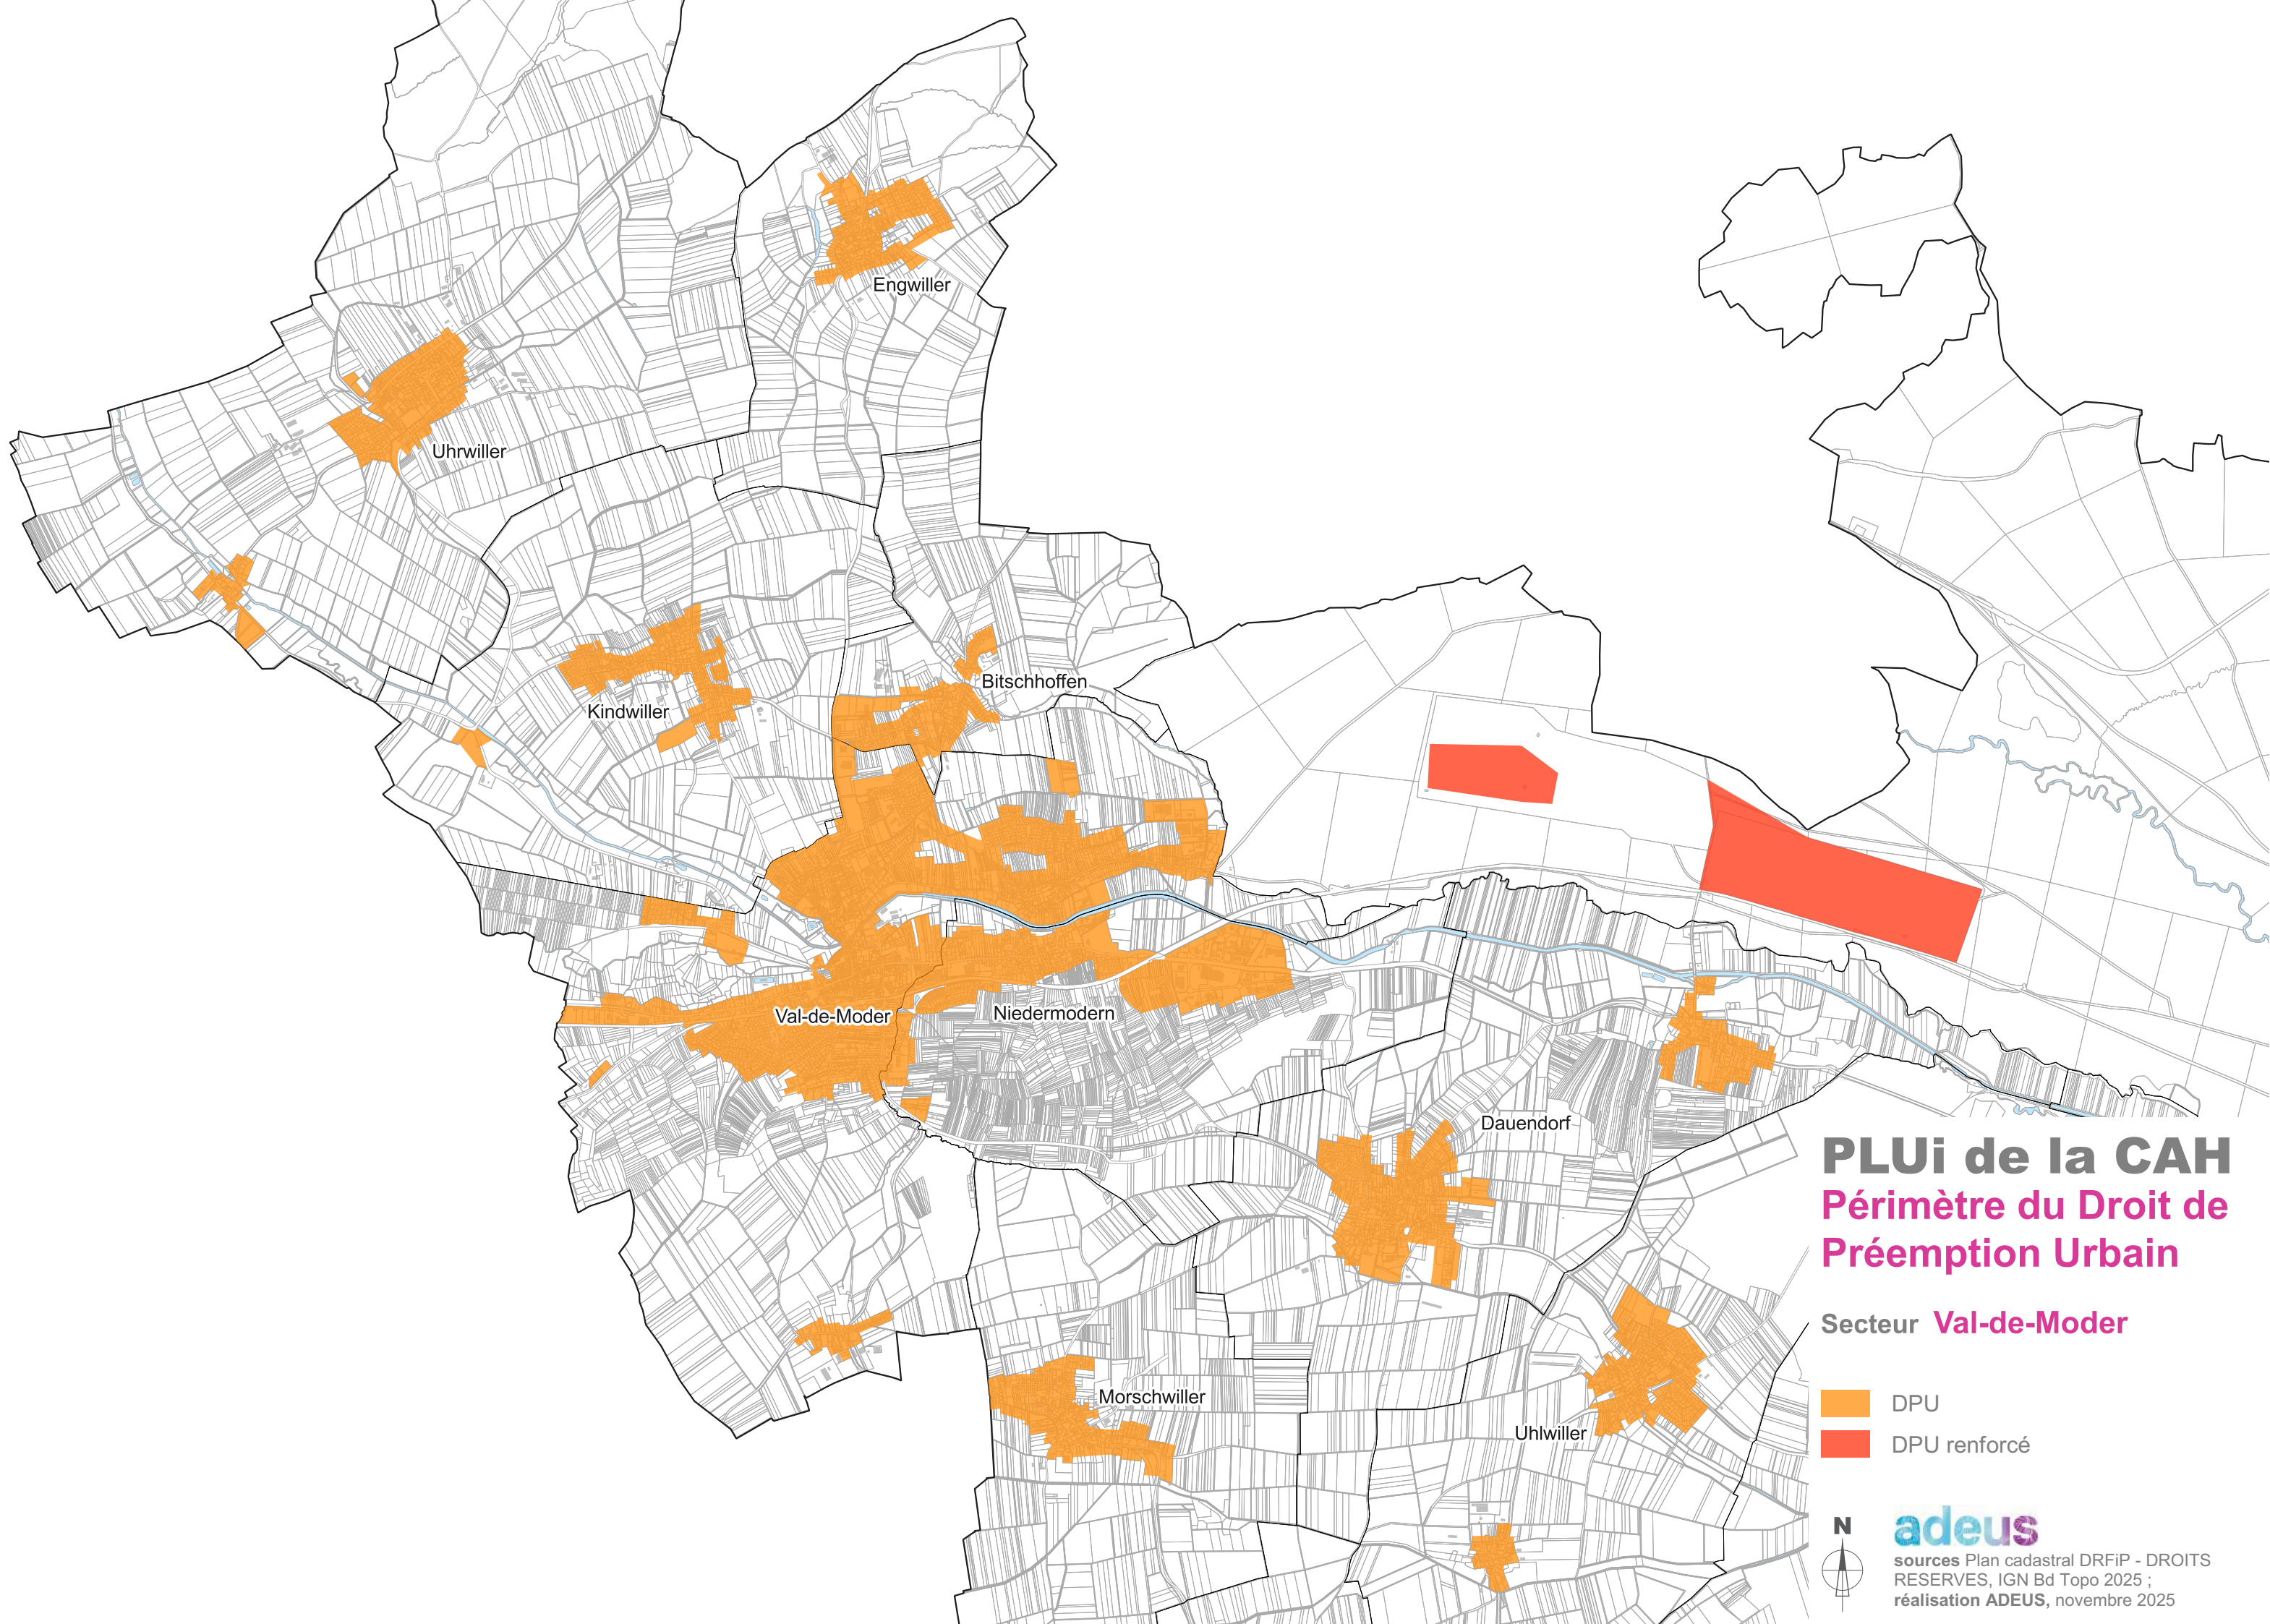 Engwiller
Uhrwiller
Bitschhoffen
Kindwiller
Val-de-Moder
Niedermodern
Dauendorf
Morschwiller
Uhlwiller
PLUi de la CAH
Périmètre du Droit de
Préemption Urbain
Secteur Val-de-Moder
DPU
DPU renforcé
N
adeus
sources Plan cadastral DRFiP - DROITS
RESERVES, IGN Bd Topo 2025 ;
réalisation ADEUS, novembre 2025